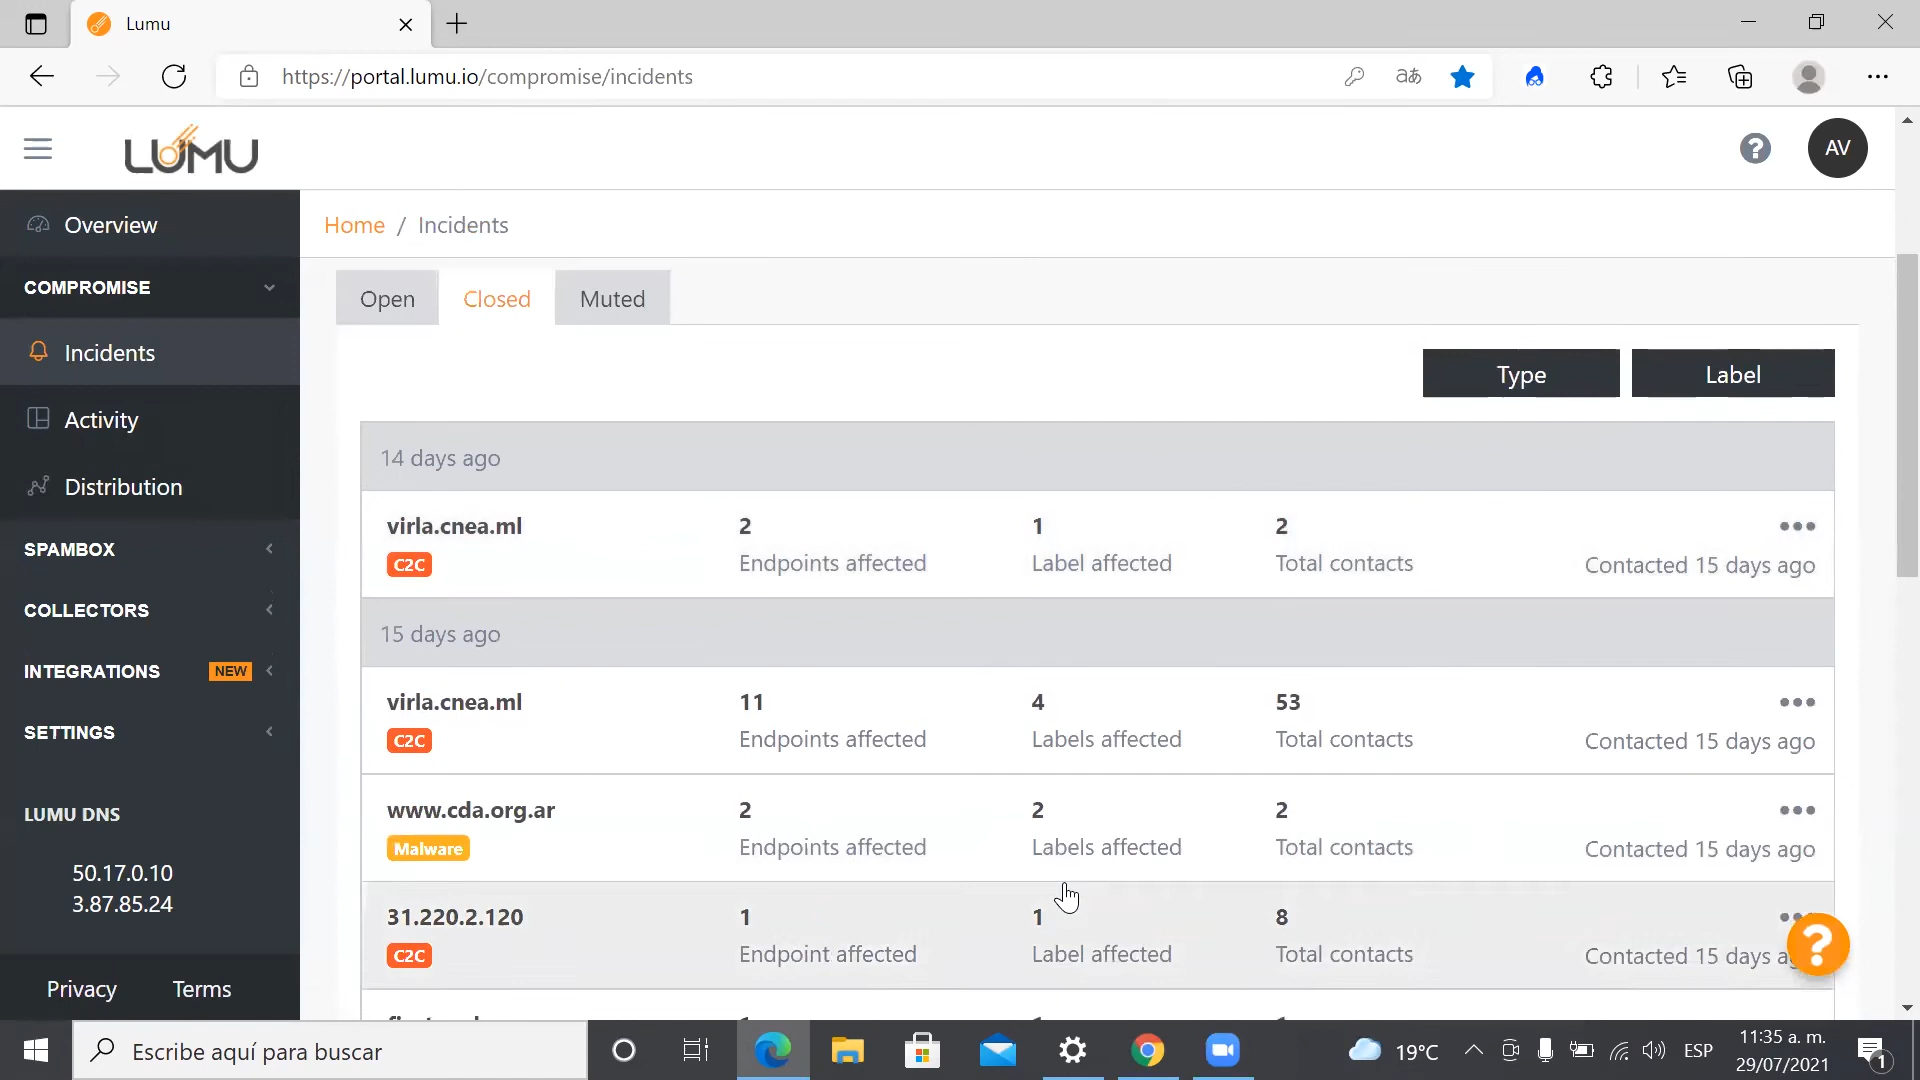 Lumu
https://portal.lumu.io/compromise/incidents
aあ
LUMU
? AV
Overview
COMPROMISE
Incidents
Activity
Distribution
SPAMBOX
COLLECTORS
INTEGRATIONS NEW
SETTINGS
LUMU DNS
50.17.0.10
3.87.85.24
Privacy Terms
Home / Incidents
Open Closed Muted
Type Label
14 days ago
virla.cnea.ml 2 1 2
C2C Endpoints affected Label affected Total contacts Contacted 15 days ago
15 days ago
virla.cnea.ml 11 4 53
C2C Endpoints affected Labels affected Total contacts Contacted 15 days ago
www.cda.org.ar 2 2 2
Malware Endpoints affected Labels affected Total contacts Contacted 15 days ago
31.220.2.120 1 1 8
C2C Endpoint affected Label affected Total contacts Contacted 15 days
?
Escribe aquí para buscar
19°C
ESP
11:35 a. m.
29/07/2021
1